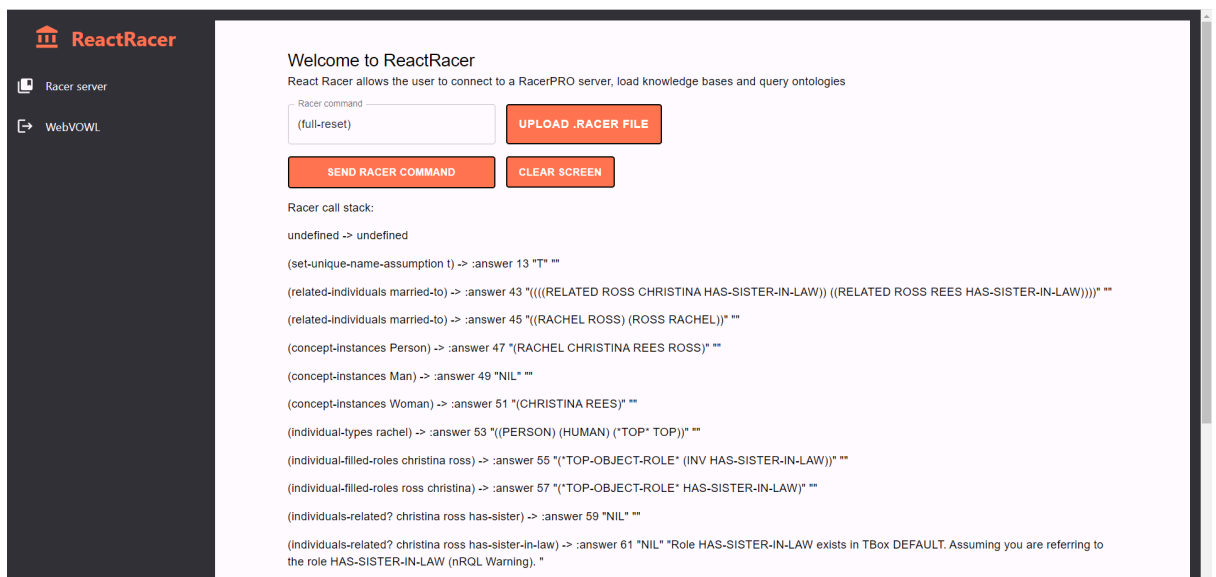 ReactRacer
Racer server
WebVOWL
Welcome to ReactRacer
React Racer allows the user to connect to a RacerPRO server, load knowledge bases and query ontologies
Racer command
(full-reset)
UPLOAD .RACER FILE
SEND RACER COMMAND
CLEAR SCREEN
Racer call stack:
undefined -> undefined
(set-unique-name-assumption t) -> :answer 13 "T" ""
(related-individuals married-to) -> :answer 43 "((((RELATED ROSS CHRISTINA HAS-SISTER-IN-LAW)) ((RELATED ROSS REES HAS-SISTER-IN-LAW))))" ""
(related-individuals married-to) -> :answer 45 "((RACHEL ROSS) (ROSS RACHEL))" ""
(concept-instances Person) -> :answer 47 "(RACHEL CHRISTINA REES ROSS)" ""
(concept-instances Man) -> :answer 49 "NIL" ""
(concept-instances Woman) -> :answer 51 "(CHRISTINA REES)" ""
(individual-types rachel) -> :answer 53 "((PERSON) (HUMAN) (*TOP* TOP))" ""
(individual-filled-roles christina ross) -> :answer 55 "(*TOP-OBJECT-ROLE* (INV HAS-SISTER-IN-LAW))" ""
(individual-filled-roles ross christina) -> :answer 57 "(*TOP-OBJECT-ROLE* HAS-SISTER-IN-LAW)" ""
(individuals-related? christina ross has-sister) -> :answer 59 "NIL" ""
(individuals-related? christina ross has-sister-in-law) -> :answer 61 "NIL" "Role HAS-SISTER-IN-LAW exists in TBox DEFAULT. Assuming you are referring to
the role HAS-SISTER-IN-LAW (nRQL Warning). "